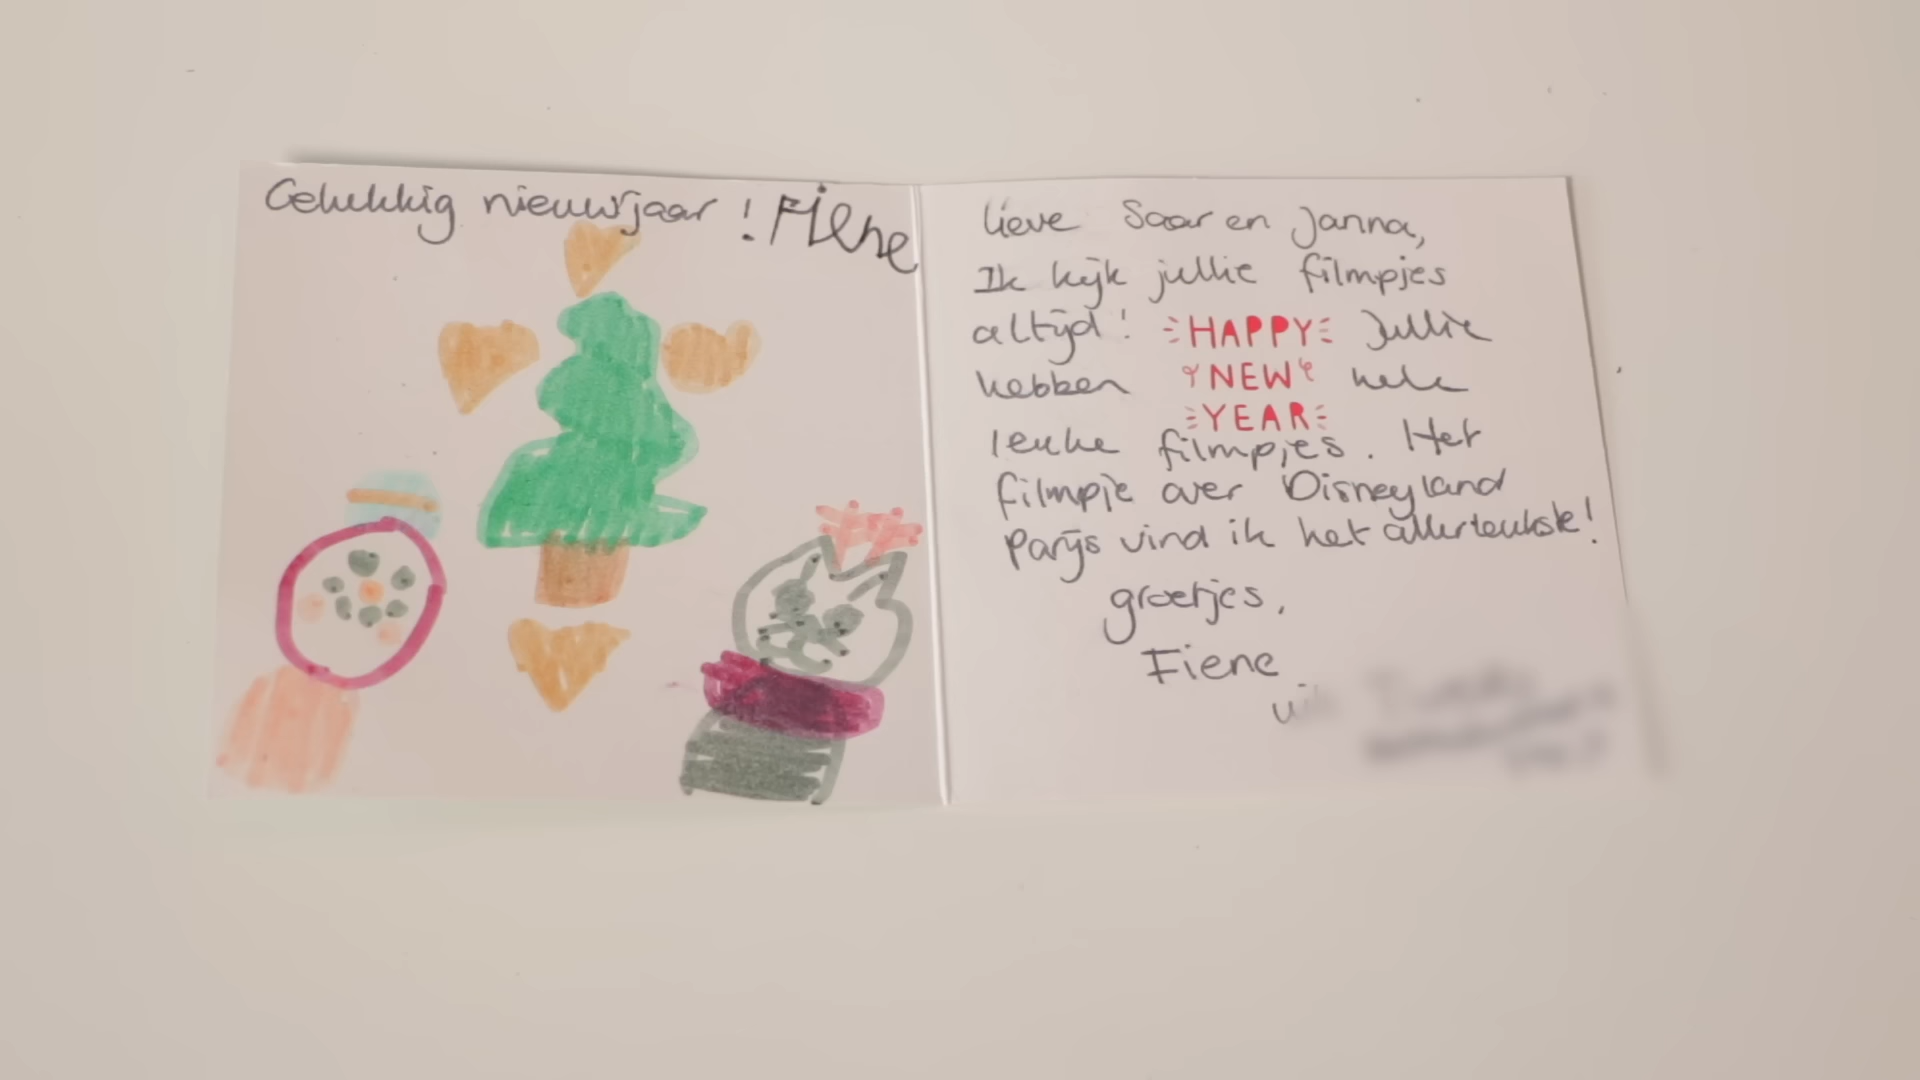 Gelukkig nieuwjaar! Fiene
Lieve Saar en Janna,
Ik kijk jullie filmpjes
altijd! HAPPY Jullie
hebben NEW hele
YEAR
leuke filmpjes. Het
filmpje over Disneyland
Parijs vind ik het allerleukste!
groetjes,
Fiene
uit